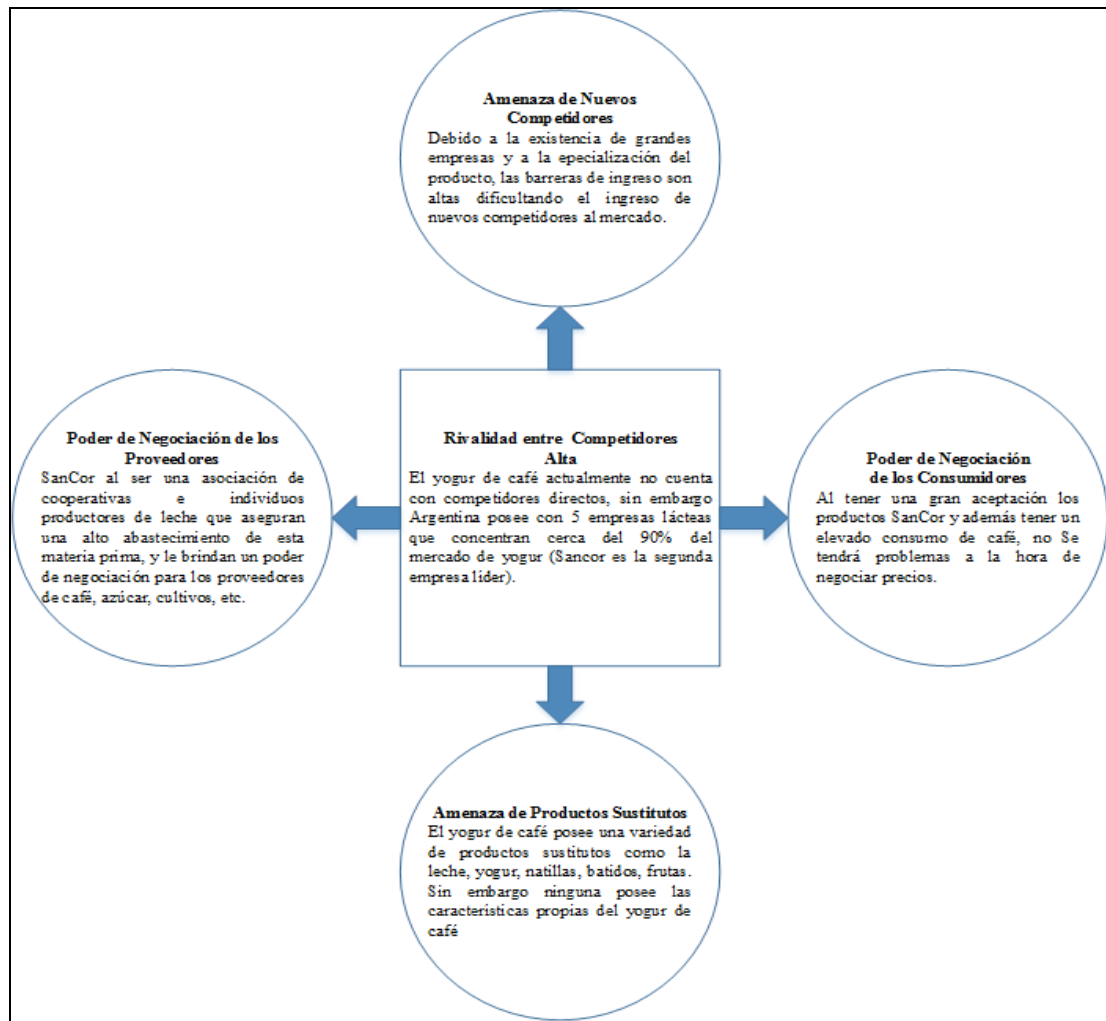 Amenaza de Nuevos
Competidores
Debido a la existencia de grandes
empresas y a la epecialización del
producto, las barreras de ingreso son
altas dificultando el ingreso de
nuevos competidores al mercado.
Poder de Negociación de los
Proveedores
SanCor al ser una asociación de
cooperativas e individuos
productores de leche que aseguran
una alto abastecimiento de esta
materia prima, y le brindan un poder
de negociación para los proveedores
de café, azúcar, cultivos, etc.
Rivalidad entre Competidores
Alta
El yogur de café actualmente no cuenta
con competidores directos, sin embargo
Argentina posee con 5 empresas lácteas
que concentran cerca del 90% del
mercado de yogur (Sancor es la segunda
empresa líder).
Poder de Negociación
de los Consumidores
Al tener una gran aceptación los
productos SanCor y además tener un
elevado consumo de café, no Se
tendrá problemas a la hora de
negociar precios.
Amenaza de Productos Sustitutos
El yogur de café posee una variedad
de productos sustitutos como la
leche, yogur, natillas, batidos, frutas.
Sin embargo ninguna posee las
características propias del yogur de
café